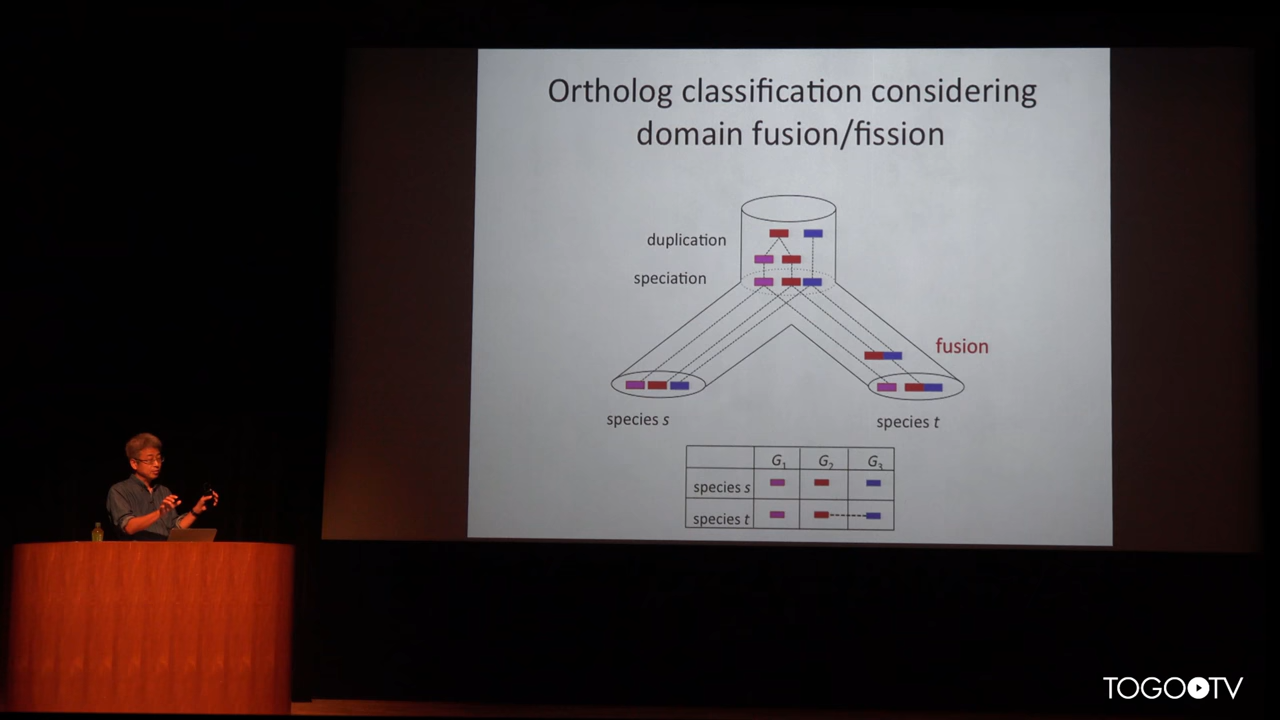 Ortholog classification considering
domain fusion/fission
duplication
speciation
fusion
species s
species t
G₁ G₂ G₃
species s
species t
TOGOTV